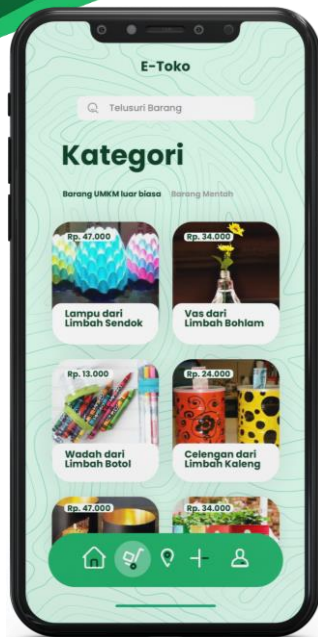 E-Toko
Telusuri Barang
Kategori
Barang UMKM luar biasa Barang Mentah
Rp. 47.000
Rp. 34.000
Lampu dari
Limbah Sendok
Vas dari
Limbah Bohlam
Rp. 13.000
Rp. 24.000
Wadah dari
Limbah Botol
Celengan dari
Limbah Kaleng
Rp. 47.000
Rp. 34.000